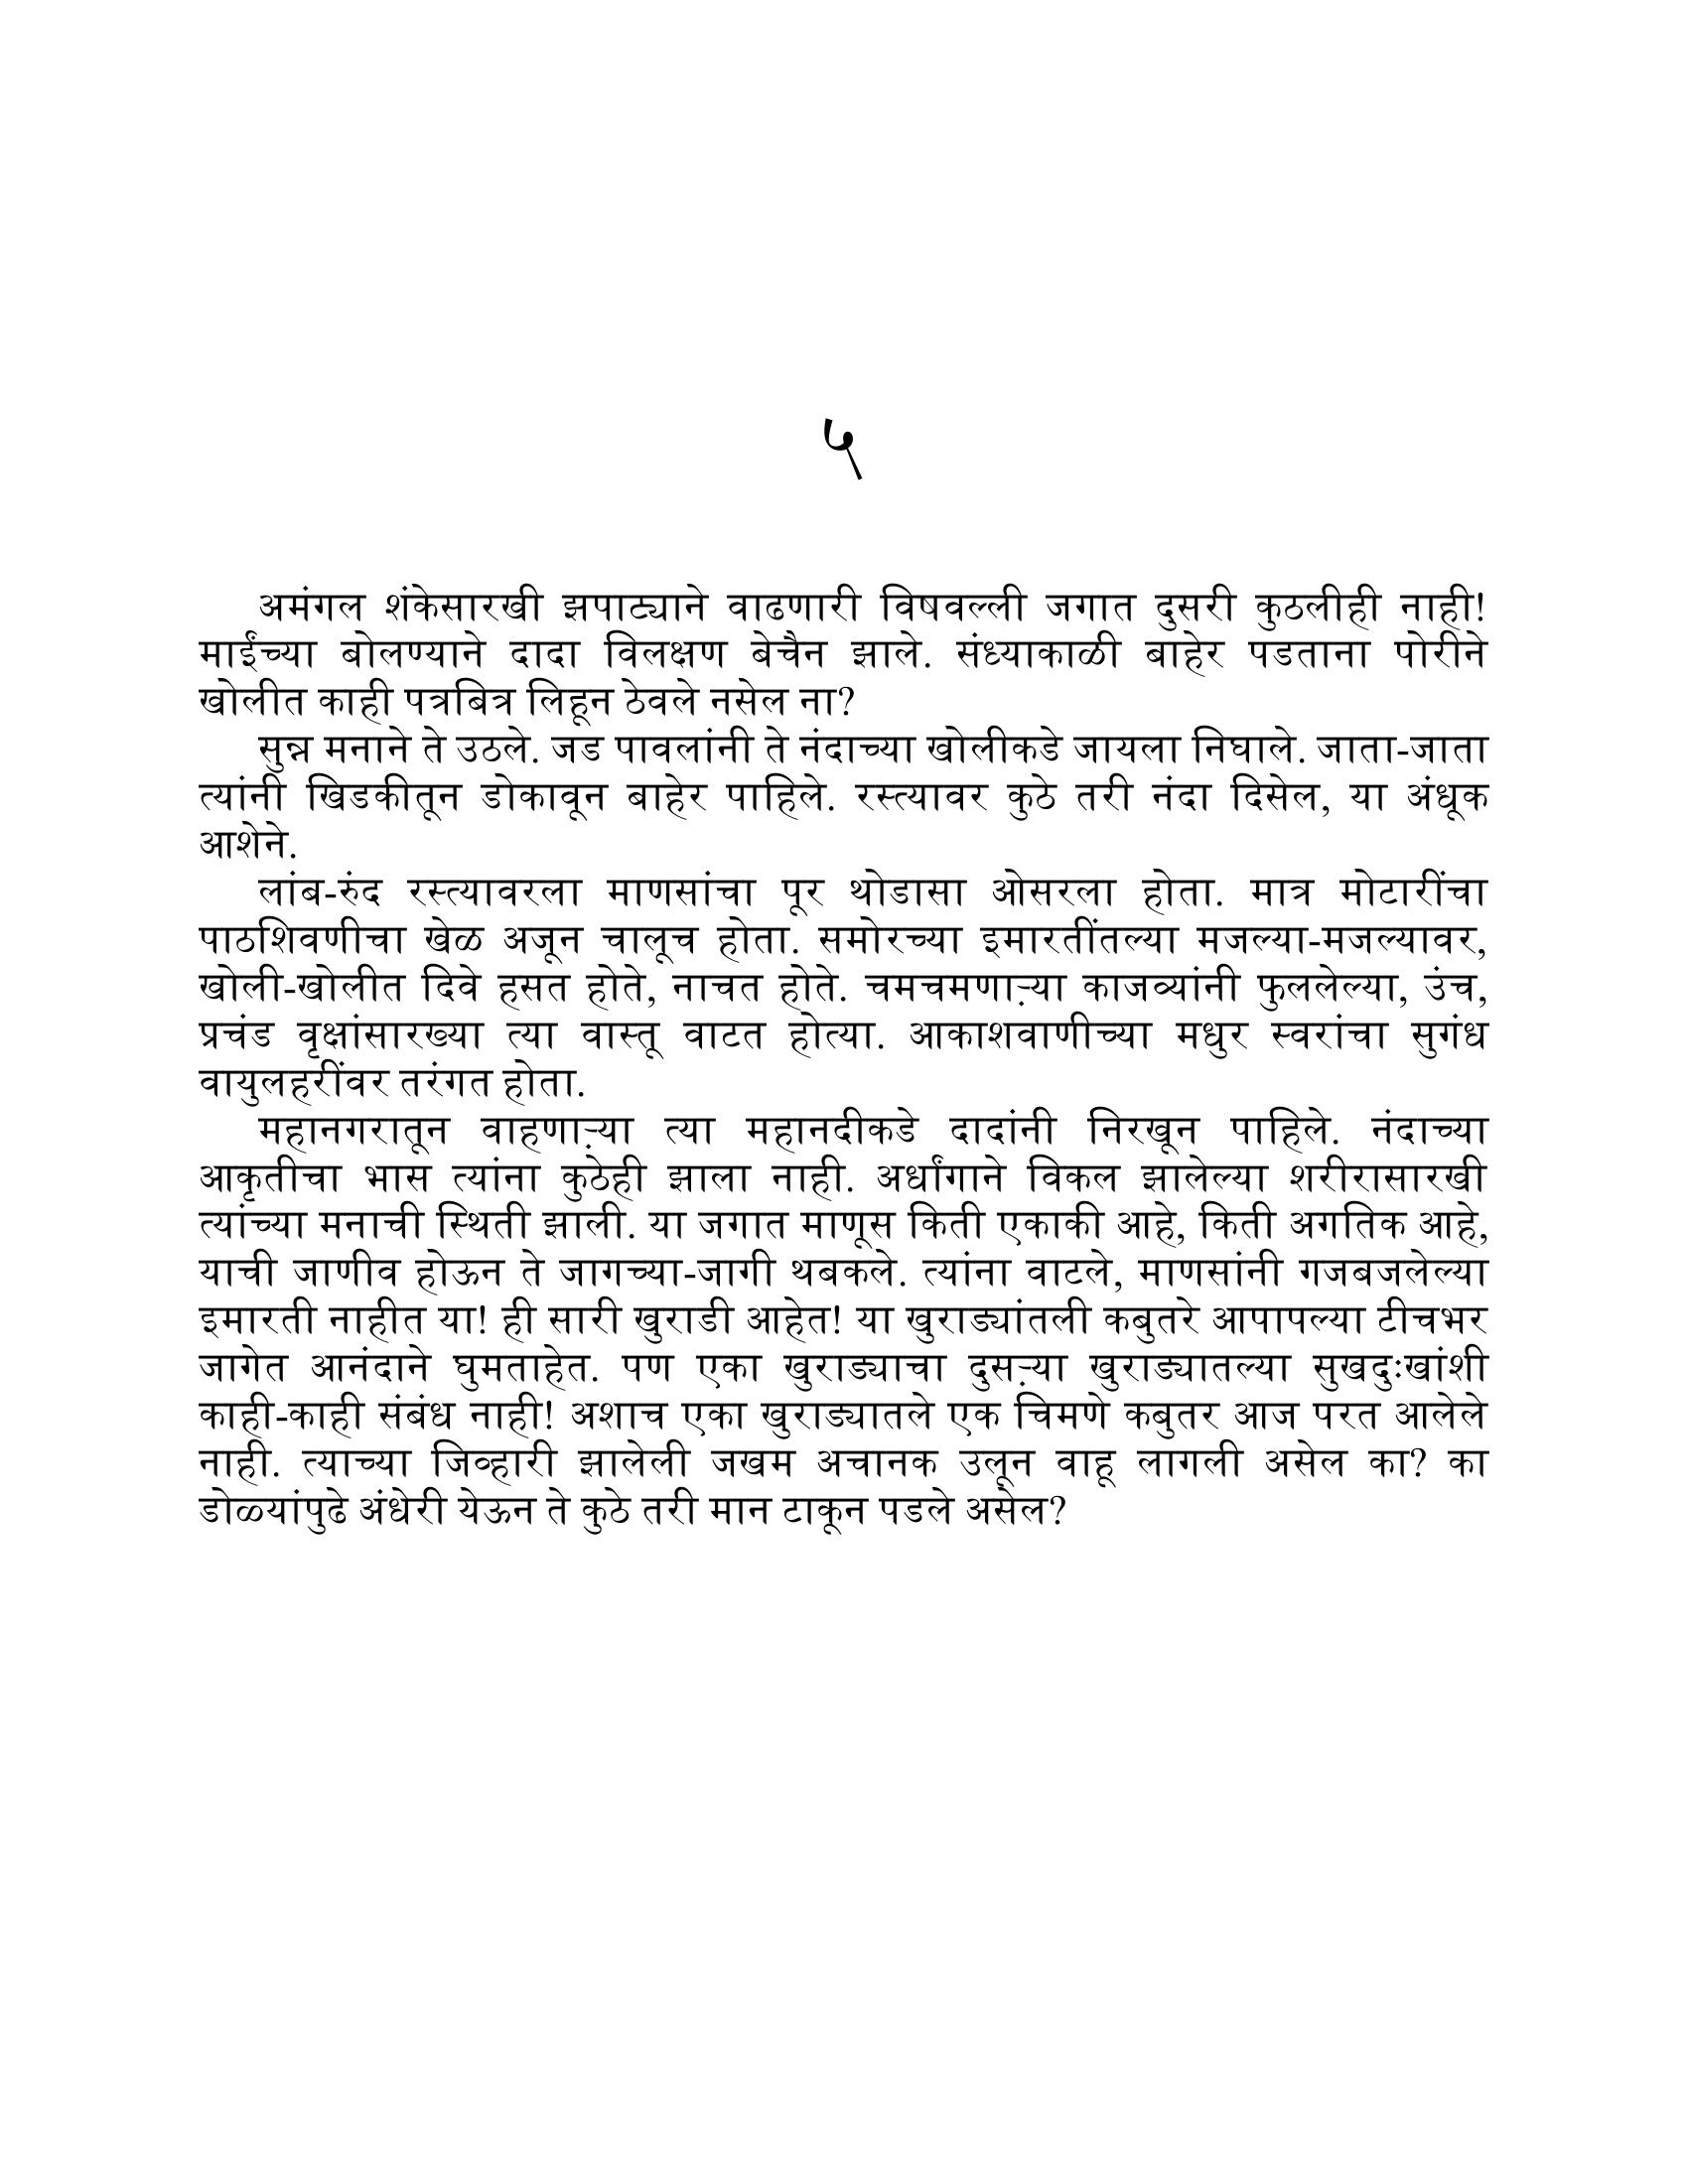 ५
अमंगल शंकेसारखी झपाट्याने वाढणारी विषवल्ली जगात दुसरी कुठलीही नाही!
माईंच्या बोलण्याने दादा विलक्षण बेचैन झाले. संध्याकाळी बाहेर पडताना पोरीने
खोलीत काही पत्रबित्र लिहून ठेवले नसेल ना?
सुन्न मनाने ते उठले. जड पावलांनी ते नंदाच्या खोलीकडे जायला निघाले. जाता-जाता
त्यांनी खिडकीतून डोकावून बाहेर पाहिले. रस्त्यावर कुठे तरी नंदा दिसेल, या अंधूक
आशेने.
लांब-रुंद रस्त्यावरला माणसांचा पूर थोडासा ओसरला होता. मात्र मोटारींचा
पाठशिवणीचा खेळ अजून चालूच होता. समोरच्या इमारतींतल्या मजल्या-मजल्यावर,
खोली-खोलीत दिवे हसत होते, नाचत होते. चमचमणाऱ्या काजव्यांनी फुललेल्या, उंच,
प्रचंड वृक्षांसारख्या त्या वास्तू वाटत होत्या. आकाशवाणीच्या मधुर स्वरांचा सुगंध
वायुलहरींवर तरंगत होता.
महानगरातून वाहणाऱ्या त्या महानदीकडे दादांनी निरखून पाहिले. नंदाच्या
आकृतीचा भास त्यांना कुठेही झाला नाही. अर्धांगाने विकल झालेल्या शरीरासारखी
त्यांच्या मनाची स्थिती झाली. या जगात माणूस किती एकाकी आहे, किती अगतिक आहे,
याची जाणीव होऊन ते जागच्या-जागी थबकले. त्यांना वाटले, माणसांनी गजबजलेल्या
इमारती नाहीत या! ही सारी खुराडी आहेत! या खुराड्यांतली कबुतरे आपापल्या टीचभर
जागेत आनंदाने घुमताहेत. पण एका खुराड्याचा दुसऱ्या खुराड्यातल्या सुखदुःखांशी
काही-काही संबंध नाही! अशाच एका खुराड्यातले एक चिमणे कबुतर आज परत आलेले
नाही. त्याच्या जिव्हारी झालेली जखम अचानक उलून वाहू लागली असेल का? का
डोळ्यांपुढे अंधेरी येऊन ते कुठे तरी मान टाकून पडले असेल?